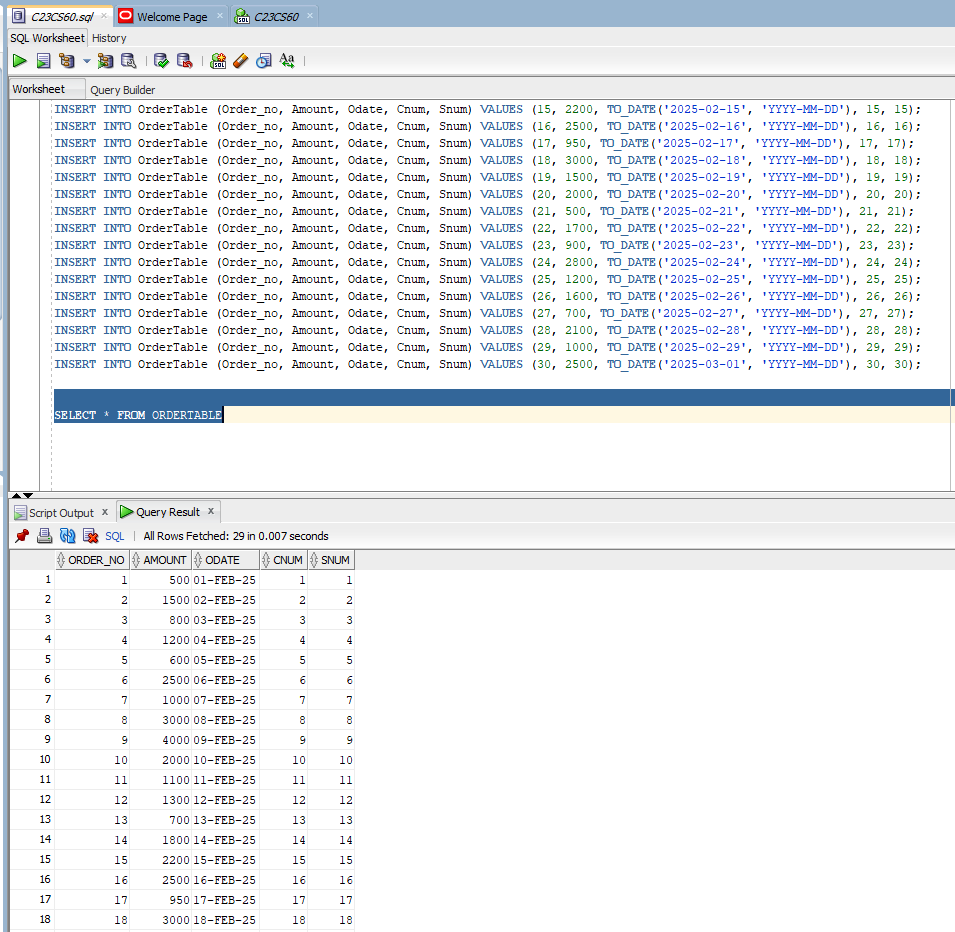 C23CS60.sql × Welcome Page × C23CS60 ×
SQL Worksheet History
Worksheet Query Builder
INSERT INTO OrderTable (Order_no, Amount, Odate, Cnum, Snum) VALUES (15, 2200, TO_DATE('2025-02-15', 'YYYY-MM-DD'), 15, 15);
INSERT INTO OrderTable (Order_no, Amount, Odate, Cnum, Snum) VALUES (16, 2500, TO_DATE('2025-02-16', 'YYYY-MM-DD'), 16, 16);
INSERT INTO OrderTable (Order_no, Amount, Odate, Cnum, Snum) VALUES (17, 950, TO_DATE('2025-02-17', 'YYYY-MM-DD'), 17, 17);
INSERT INTO OrderTable (Order_no, Amount, Odate, Cnum, Snum) VALUES (18, 3000, TO_DATE('2025-02-18', 'YYYY-MM-DD'), 18, 18);
INSERT INTO OrderTable (Order_no, Amount, Odate, Cnum, Snum) VALUES (19, 1500, TO_DATE('2025-02-19', 'YYYY-MM-DD'), 19, 19);
INSERT INTO OrderTable (Order_no, Amount, Odate, Cnum, Snum) VALUES (20, 2000, TO_DATE('2025-02-20', 'YYYY-MM-DD'), 20, 20);
INSERT INTO OrderTable (Order_no, Amount, Odate, Cnum, Snum) VALUES (21, 500, TO_DATE('2025-02-21', 'YYYY-MM-DD'), 21, 21);
INSERT INTO OrderTable (Order_no, Amount, Odate, Cnum, Snum) VALUES (22, 1700, TO_DATE('2025-02-22', 'YYYY-MM-DD'), 22, 22);
INSERT INTO OrderTable (Order_no, Amount, Odate, Cnum, Snum) VALUES (23, 900, TO_DATE('2025-02-23', 'YYYY-MM-DD'), 23, 23);
INSERT INTO OrderTable (Order_no, Amount, Odate, Cnum, Snum) VALUES (24, 2800, TO_DATE('2025-02-24', 'YYYY-MM-DD'), 24, 24);
INSERT INTO OrderTable (Order_no, Amount, Odate, Cnum, Snum) VALUES (25, 1200, TO_DATE('2025-02-25', 'YYYY-MM-DD'), 25, 25);
INSERT INTO OrderTable (Order_no, Amount, Odate, Cnum, Snum) VALUES (26, 1600, TO_DATE('2025-02-26', 'YYYY-MM-DD'), 26, 26);
INSERT INTO OrderTable (Order_no, Amount, Odate, Cnum, Snum) VALUES (27, 700, TO_DATE('2025-02-27', 'YYYY-MM-DD'), 27, 27);
INSERT INTO OrderTable (Order_no, Amount, Odate, Cnum, Snum) VALUES (28, 2100, TO_DATE('2025-02-28', 'YYYY-MM-DD'), 28, 28);
INSERT INTO OrderTable (Order_no, Amount, Odate, Cnum, Snum) VALUES (29, 1000, TO_DATE('2025-02-29', 'YYYY-MM-DD'), 29, 29);
INSERT INTO OrderTable (Order_no, Amount, Odate, Cnum, Snum) VALUES (30, 2500, TO_DATE('2025-03-01', 'YYYY-MM-DD'), 30, 30);
SELECT * FROM ORDERTABLE
Script Output × Query Result ×
SQL | All Rows Fetched: 29 in 0.007 seconds
ORDER_NO AMOUNT ODATE CNUM SNUM
1 1 500 01-FEB-25 1 1
2 2 1500 02-FEB-25 2 2
3 3 800 03-FEB-25 3 3
4 4 1200 04-FEB-25 4 4
5 5 600 05-FEB-25 5 5
6 6 2500 06-FEB-25 6 6
7 7 1000 07-FEB-25 7 7
8 8 3000 08-FEB-25 8 8
9 9 4000 09-FEB-25 9 9
10 10 2000 10-FEB-25 10 10
11 11 1100 11-FEB-25 11 11
12 12 1300 12-FEB-25 12 12
13 13 700 13-FEB-25 13 13
14 14 1800 14-FEB-25 14 14
15 15 2200 15-FEB-25 15 15
16 16 2500 16-FEB-25 16 16
17 17 950 17-FEB-25 17 17
18 18 3000 18-FEB-25 18 18